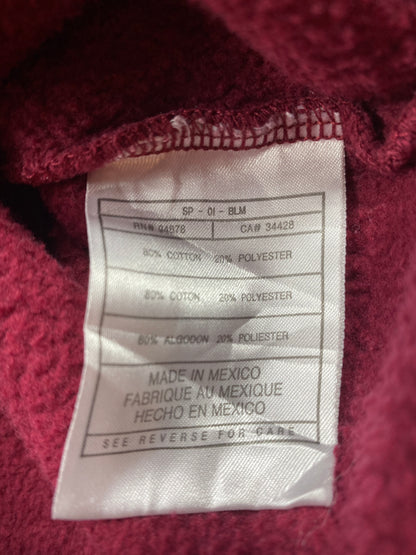 SP - 01 - BLM
RN# 94878 CA# 34428
80% COTTON 20% POLYESTER
80% COTON 20% POLYESTER
80% ALGODON 20% POLIESTER
MADE IN MEXICO
FABRIQUE AU MEXIQUE
HECHO EN MEXICO
SEE REVERSE FOR CARE